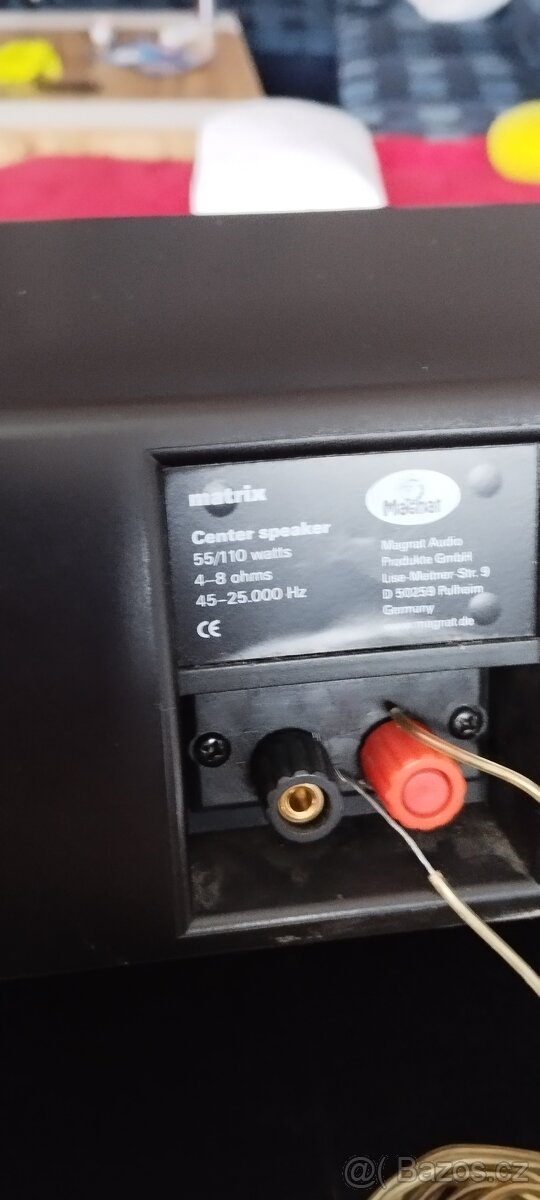 matrix
Center speaker
55/110 watts
4–8 ohms
45–25.000 Hz
CE
Magnat
Magnat Audio
Produkte GmbH
Lise-Meitner-Str. 9
D 50259 Pulheim
Germany
www.magnat.de
@( Bazos.cz